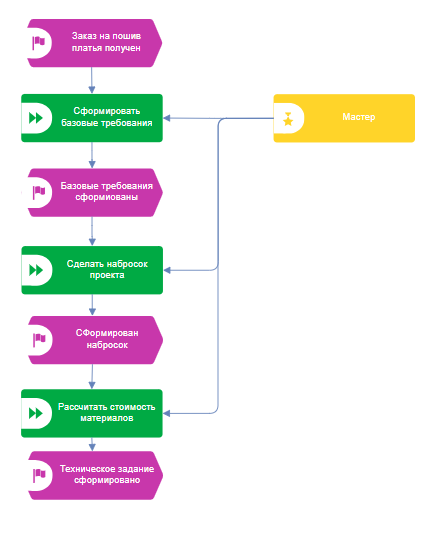 Заказ на пошив
платья получен
Сформировать
базовые требования
Мастер
Базовые требования
сформиованы
Сделать набросок
проекта
СФормирован
набросок
Рассчитать стоимость
материалов
Техническое задание
сформировано